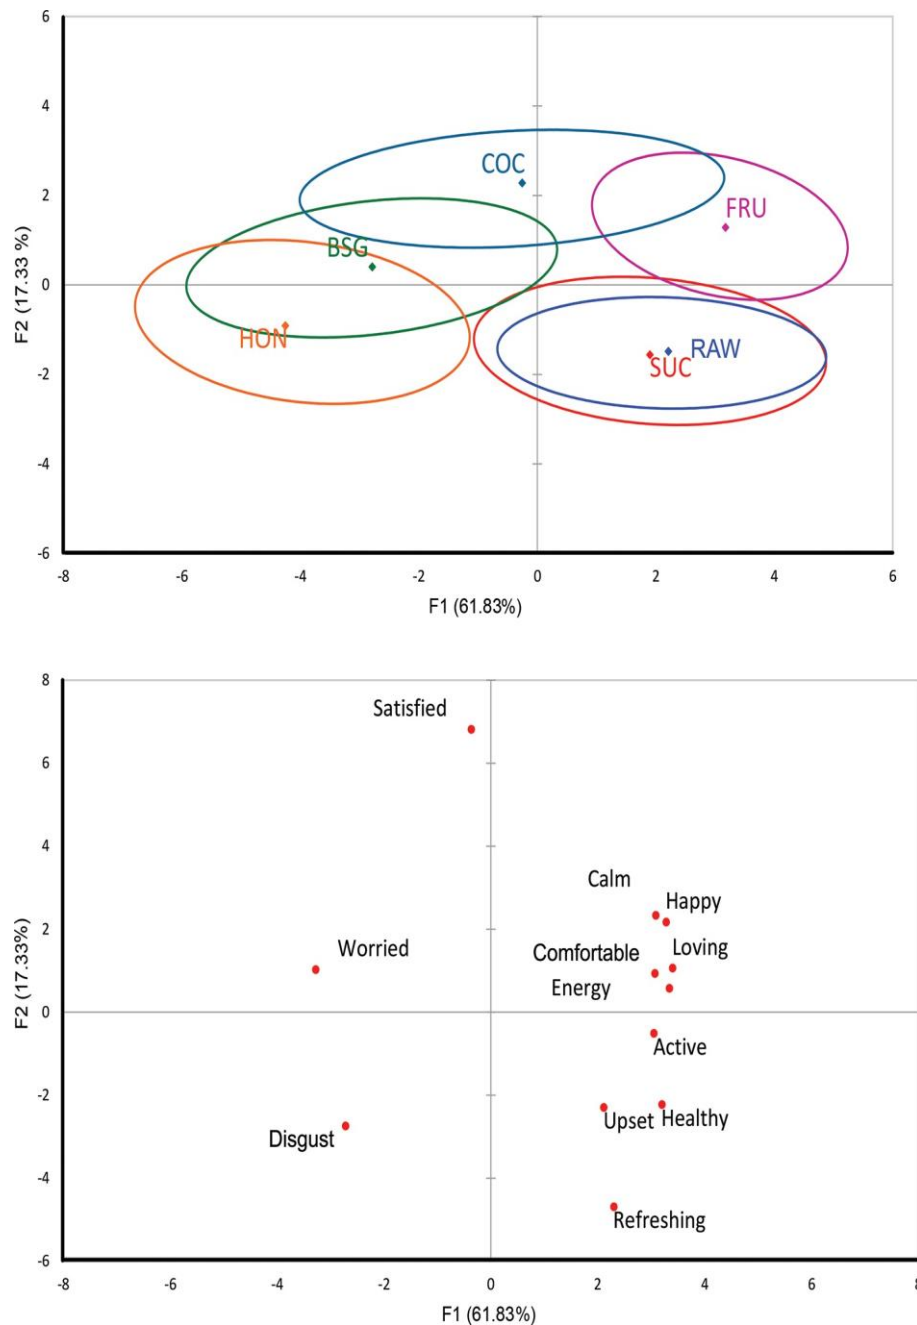 6
4
COC
FRU
2
BSG
F2 (17.33 %)
0
HON
RAW
SUC
-2
-4
-6
-8 -6 -4 -2 0 2 4 6
F1 (61.83%)
8
Satisfied
6
4
Calm
Happy
2
Worried
Comfortable
Loving
Energy
F2 (17.33%)
0
Active
-2
Upset
Healthy
Disgust
-4
Refreshing
-6
-8 -6 -4 -2 0 2 4 6 8
F1 (61.83%)